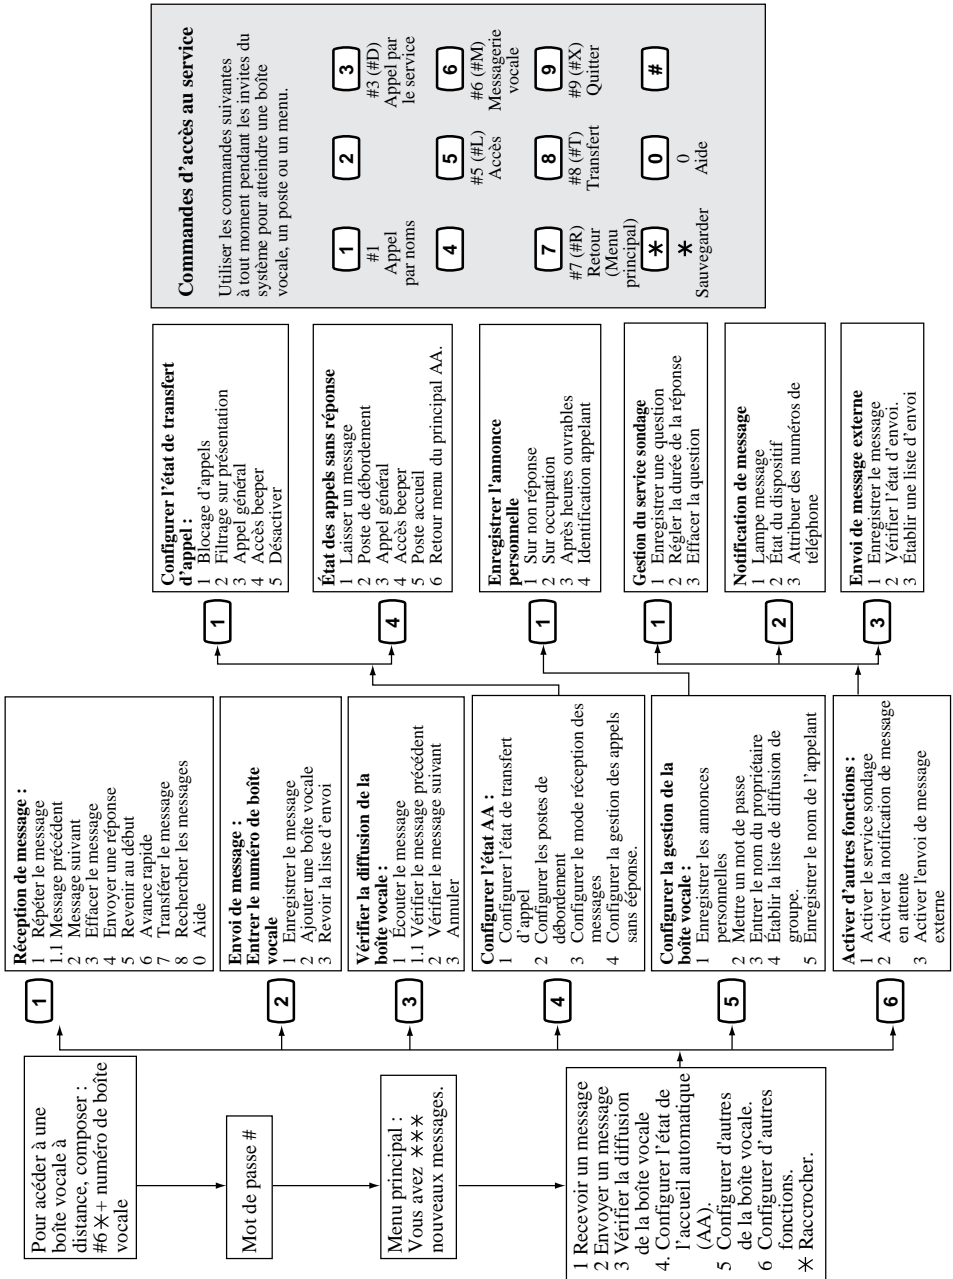 Pour acéder à une
boîte vocale à
distance, composer :
#6 * + numéro de boîte
vocale
Mot de passe #
Menu principal :
Vous avez ***
nouveaux messages.
1 Recevoir un message
2 Envoyer un message
3 Vérifier la diffusion
de la boîte vocale
4. Configurer l'état de
l'accueil automatique
(AA).
5 Configurer d'autres
de la boîte vocale.
6 Configurer d'autres
fonctions.
* Raccrocher.
1
Réception de message :
1 Répéter le message
1.1 Message précédent
2 Message suivant
3 Effacer le message
4 Envoyer une réponse
5 Revenir au début
6 Avance rapide
7 Transférer le message
8 Rechercher les messages
0 Aide
2
Envoi de message :
Entrer le numéro de boîte
vocale
1 Enregistrer le message
2 Ajouter une boîte vocale
3 Revoir la liste d'envoi
3
Vérifier la diffusion de la
boîte vocale :
1 Écouter le message
1.1 Vérifier le message précédent
2 Vérifier le message suivant
3 Annuler
4
Configurer l'état AA :
1 Configurer l'état de transfert
d'appel
2 Configurer les postes de
débordement
3 Configurer le mode réception des
messages
4 Configurer la gestion des appels
sans éêponse.
5
Configurer la gestion de la
boîte vocale :
1 Enregistrer les annonces
personnelles
2 Mettre un mot de passe
3 Entrer le nom du propriétaire
4 Établir la liste de diffusion de
groupe.
5 Enregistrer le nom de l'appelant
6
Activer d'autres fonctions :
1 Activer le service sondage
2 Activer la notification de message
en attente
3 Activer l'envoi de message
externe
1
Configurer l'état de transfert
d'appel :
1 Blocage d'appels
2 Filtrage sur présentation
3 Appel général
4 Accès beeper
5 Désactiver
4
État des appels sans réponse
1 Laisser un message
2 Poste de débordement
3 Appel général
4 Accès beeper
5 Poste accueil
6 Retour menu du principal AA.
1
Enregistrer l'annonce
personnelle
1 Sur non réponse
2 Sur occupation
3 Après heures ouvrables
4 Identification appelant
1
Gestion du service sondage
1 Enregistrer une question
2 Régler la durée de la réponse
3 Effacer la question
2
Notification de message
1 Lampe message
2 État du dispositif
3 Attribuer des numéros de
téléphone
3
Envoi de message externe
1 Enregistrer le message
2 Vérifier l'état d'envoi.
3 Établir une liste d'envoi
Commandes d'accès au service
Utiliser les commandes suivantes
à tout moment pendant les invites du
système pour atteindre une boîte
vocale, un poste ou un menu.
1 2 3
#1
Appel
par noms
#3 (#D)
Appel par
le service
4 5 6
#5 (#L)
Accès
#6 (#M)
Messagerie
vocale
7 8 9
#7 (#R)
Retour
(Menu
principal)
#8 (#T)
Transfert
#9 (#X)
Quitter
* 0 #
*
Sauvegarder
0
Aide